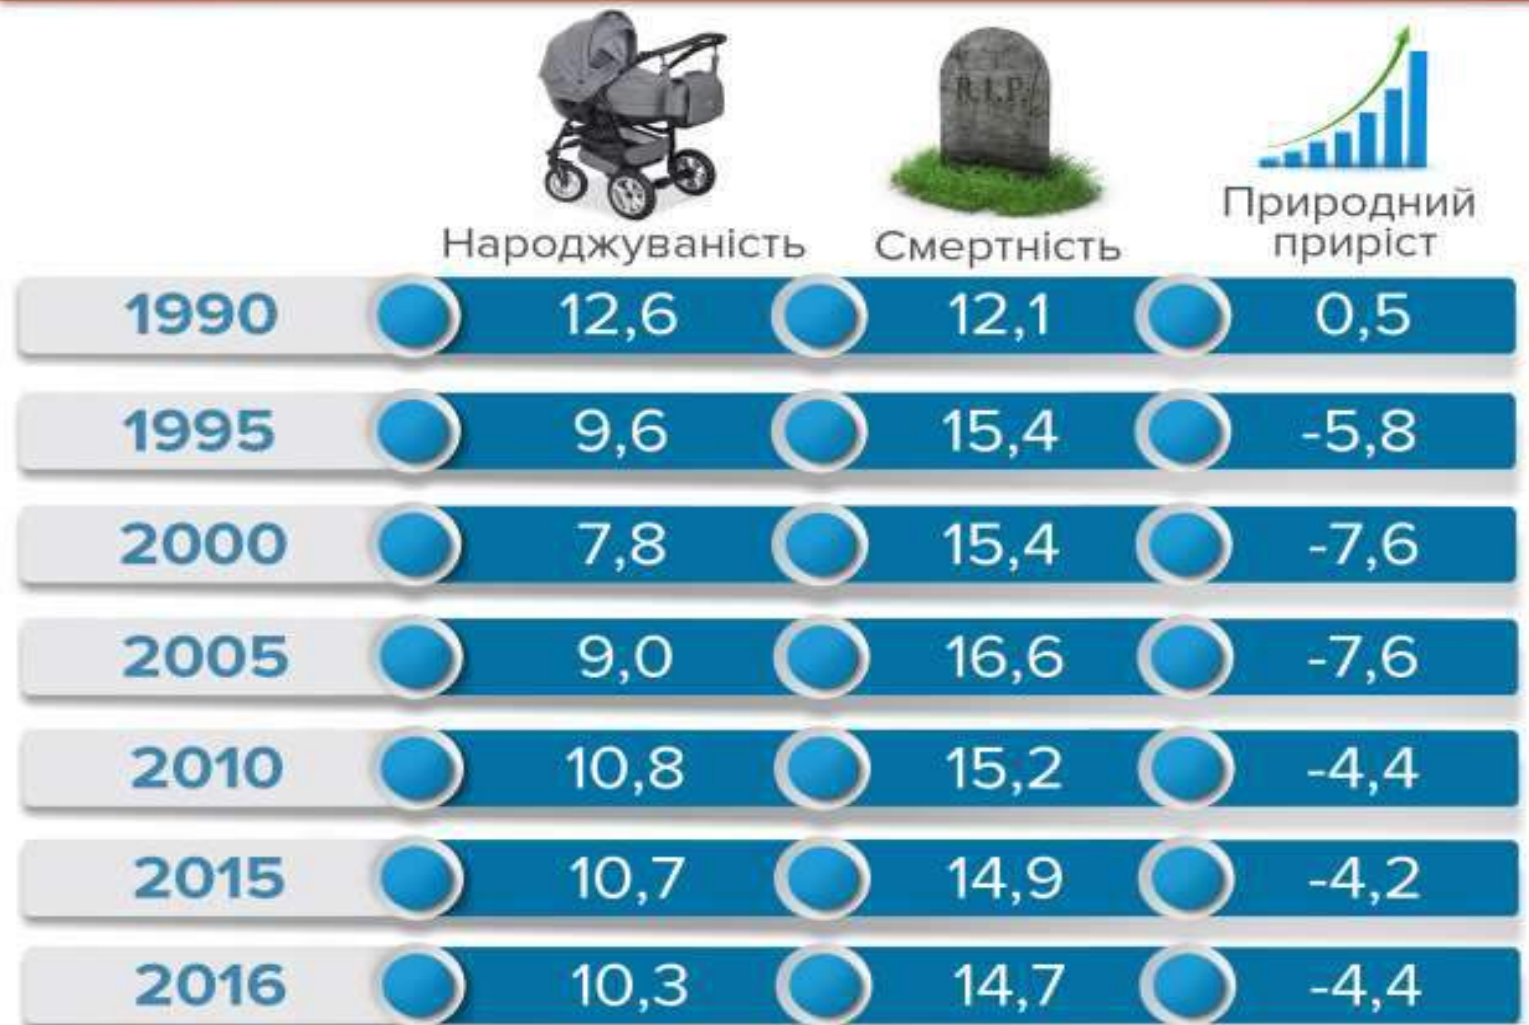 R.I.P.
Народжуваність Смертність Природний приріст
1990 12,6 12,1 0,5
1995 9,6 15,4 -5,8
2000 7,8 15,4 -7,6
2005 9,0 16,6 -7,6
2010 10,8 15,2 -4,4
2015 10,7 14,9 -4,2
2016 10,3 14,7 -4,4